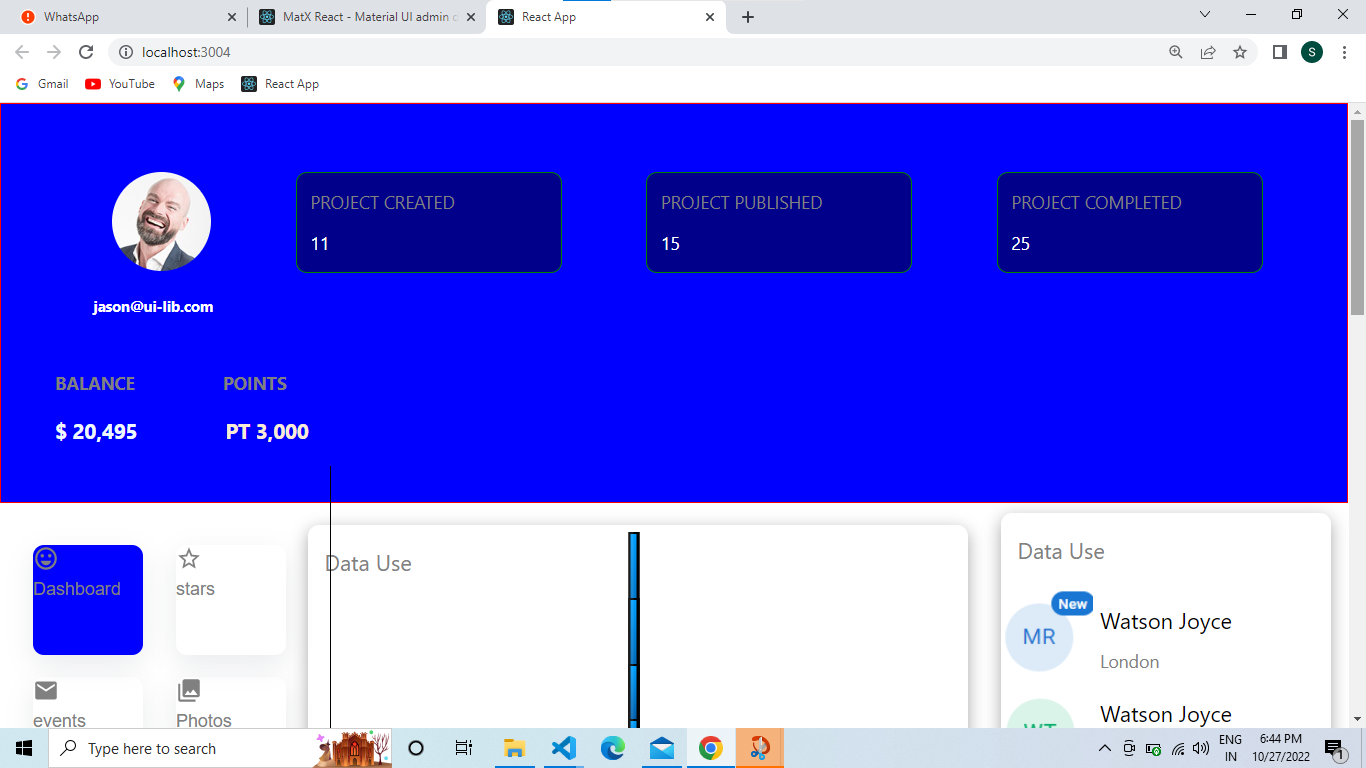 WhatsApp
MatX React - Material UI admin
React App
localhost:3004
S
Gmail
YouTube
Maps
React App
PROJECT CREATED
PROJECT PUBLISHED
PROJECT COMPLETED
11
15
25
jason@ui-lib.com
BALANCE
POINTS
$ 20,495
PT 3,000
Data Use
Data Use
Dashboard
stars
New
MR
Watson Joyce
London
events
Photos
Watson Joyce
WT
Type here to search
ENG
IN
6:44 PM
10/27/2022
1